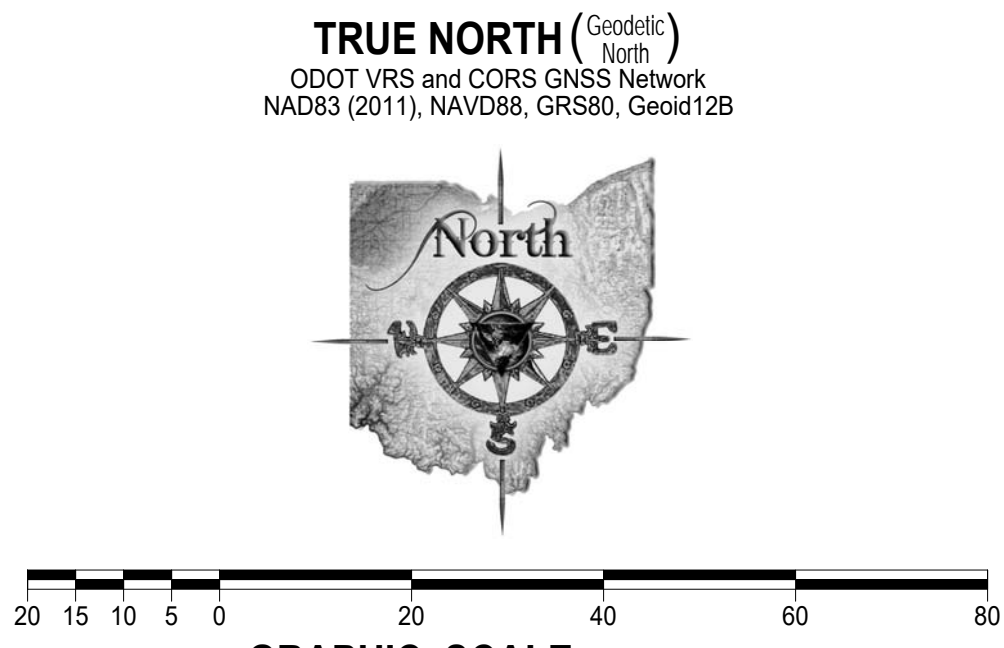 TRUE NORTH (Geodetic North)
ODOT VRS and CORS GNSS Network
NAD83 (2011), NAVD88, GRS80, Geoid12B
North
W E
S
20 15 10 5 0 20 40 60 80
GRAPHIC SCALE